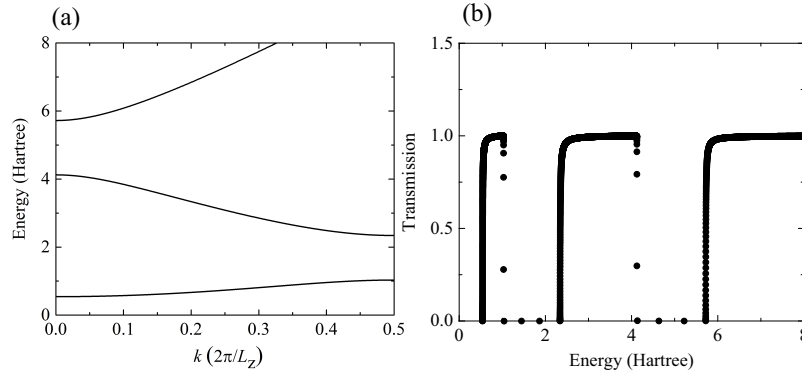 (a)
8
6
4
2
0
Energy (Hartree)
0.0 0.1 0.2 0.3 0.4 0.5
k (2π/LZ)
(b)
1.5
1.0
0.5
0.0
Transmission
0 2 4 6 8
Energy (Hartree)